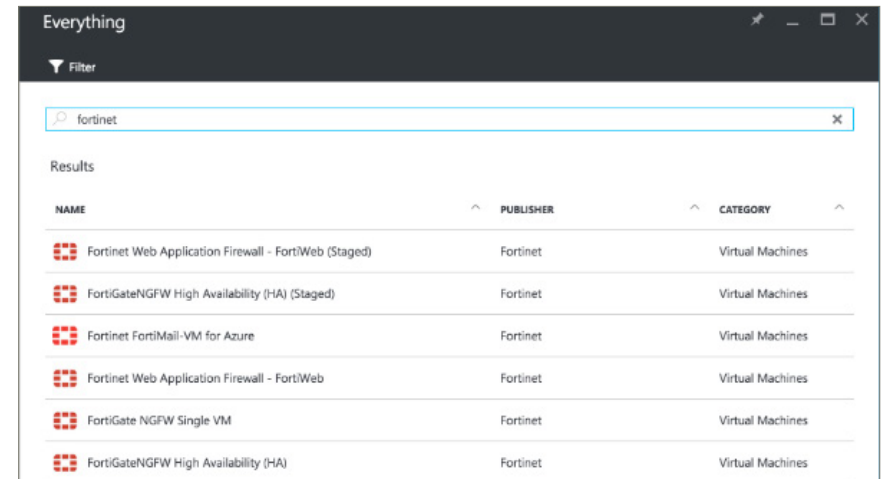 Everything
Filter
fortinet
Results
NAME PUBLISHER CATEGORY
Fortinet Web Application Firewall - FortiWeb (Staged) Fortinet Virtual Machines
FortiGateNGFW High Availability (HA) (Staged) Fortinet Virtual Machines
Fortinet FortiMail-VM for Azure Fortinet Virtual Machines
Fortinet Web Application Firewall - FortiWeb Fortinet Virtual Machines
FortiGate NGFW Single VM Fortinet Virtual Machines
FortiGateNGFW High Availability (HA) Fortinet Virtual Machines